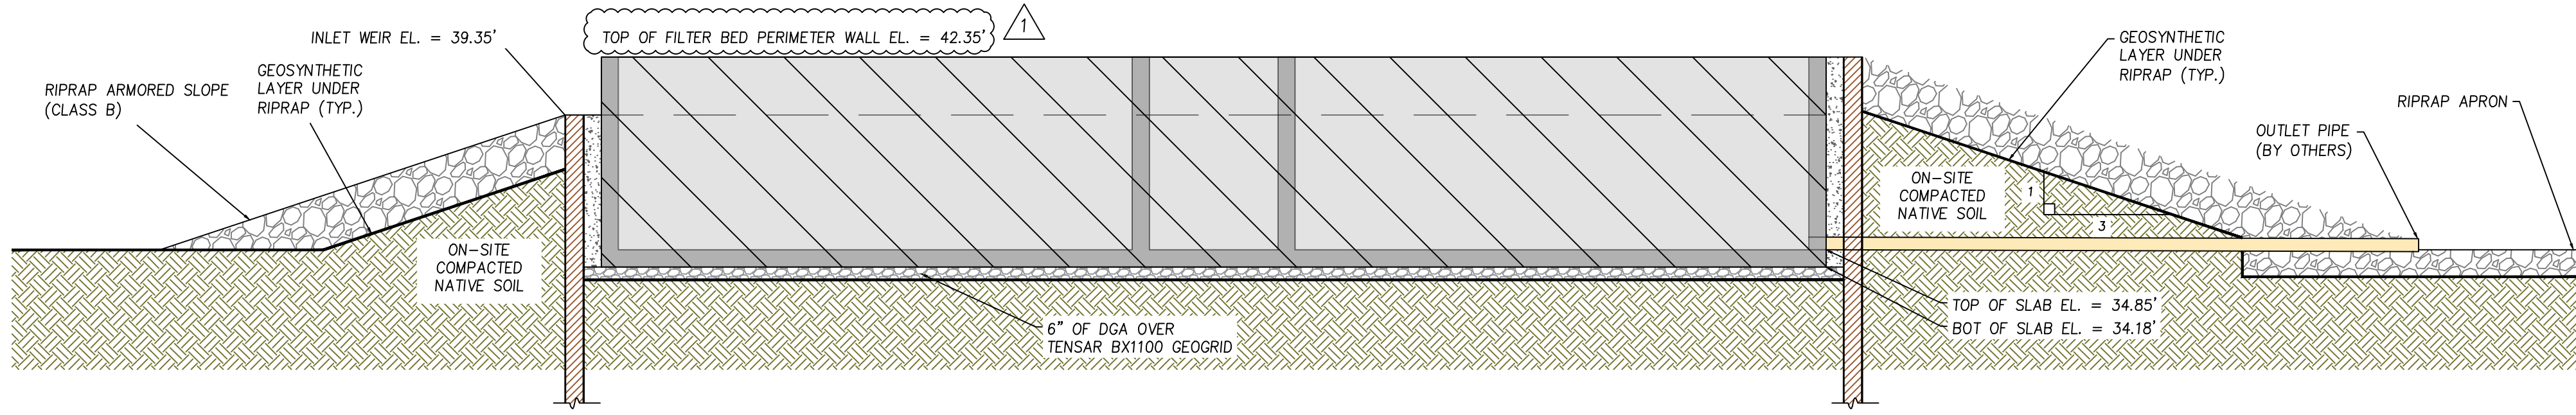 INLET WEIR EL. = 39.35'
TOP OF FILTER BED PERIMETER WALL EL. = 42.35'
1
RIPRAP ARMORED SLOPE
(CLASS B)
GEOSYNTHETIC
LAYER UNDER
RIPRAP (TYP.)
GEOSYNTHETIC
LAYER UNDER
RIPRAP (TYP.)
RIPRAP APRON
OUTLET PIPE
(BY OTHERS)
ON-SITE
COMPACTED
NATIVE SOIL
1
3
ON-SITE
COMPACTED
NATIVE SOIL
6" OF DGA OVER
TENSAR BX1100 GEOGRID
TOP OF SLAB EL. = 34.85'
BOT OF SLAB EL. = 34.18'